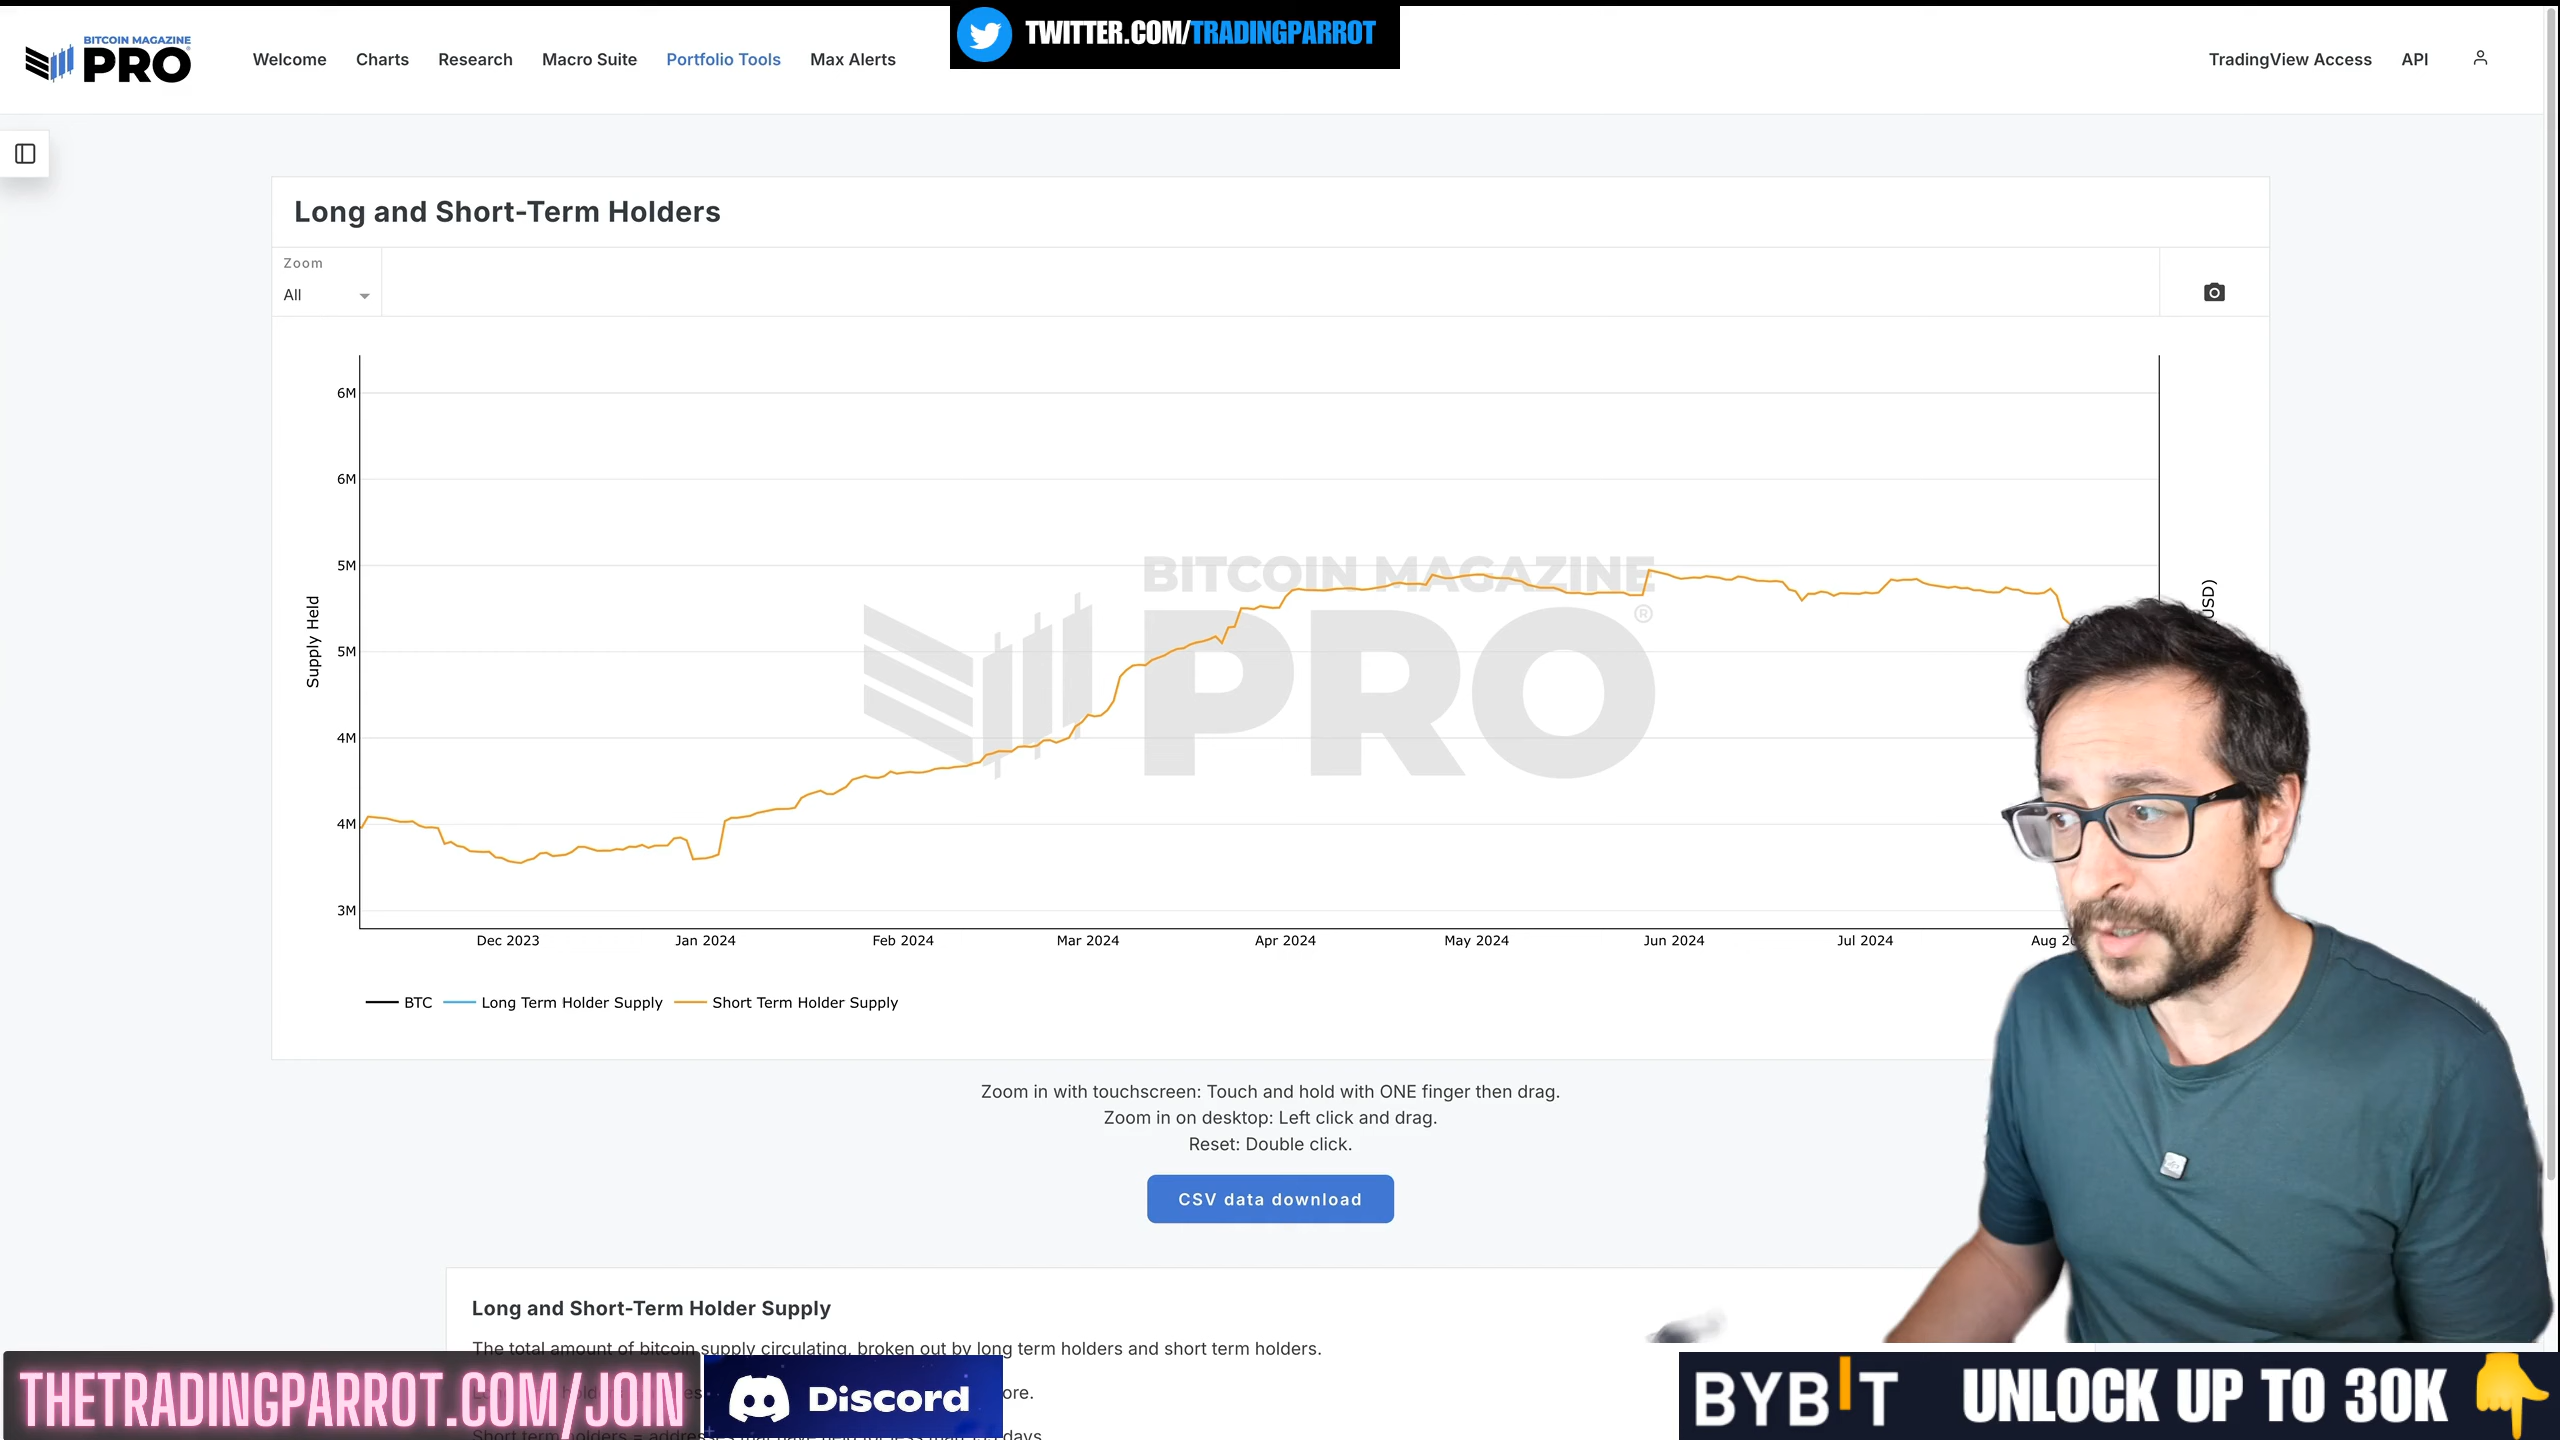 TWITTER.COM/TRADINGPARROT
BITCOIN MAGAZINE
PRO
Welcome
Charts
Research
Macro Suite
Portfolio Tools
Max Alerts
TradingView Access
API
Long and Short-Term Holders
Zoom
All
6M
6M
5M
5M
4M
4M
3M
Supply Held
USD)
BITCOIN MAGAZINE
PRO
®
Dec 2023
Jan 2024
Feb 2024
Mar 2024
Apr 2024
May 2024
Jun 2024
Jul 2024
Aug
BTC
Long Term Holder Supply
Short Term Holder Supply
Zoom in with touchscreen: Touch and hold with ONE finger then drag.
Zoom in on desktop: Left click and drag.
Reset: Double click.
CSV data download
Long and Short-Term Holder Supply
The total amount of bitcoin supply circulating, broken out by long term holders and short term holders.
THETRADINGPARROT.COM/JOIN
Discord
BYBIT
UNLOCK UP TO 30K